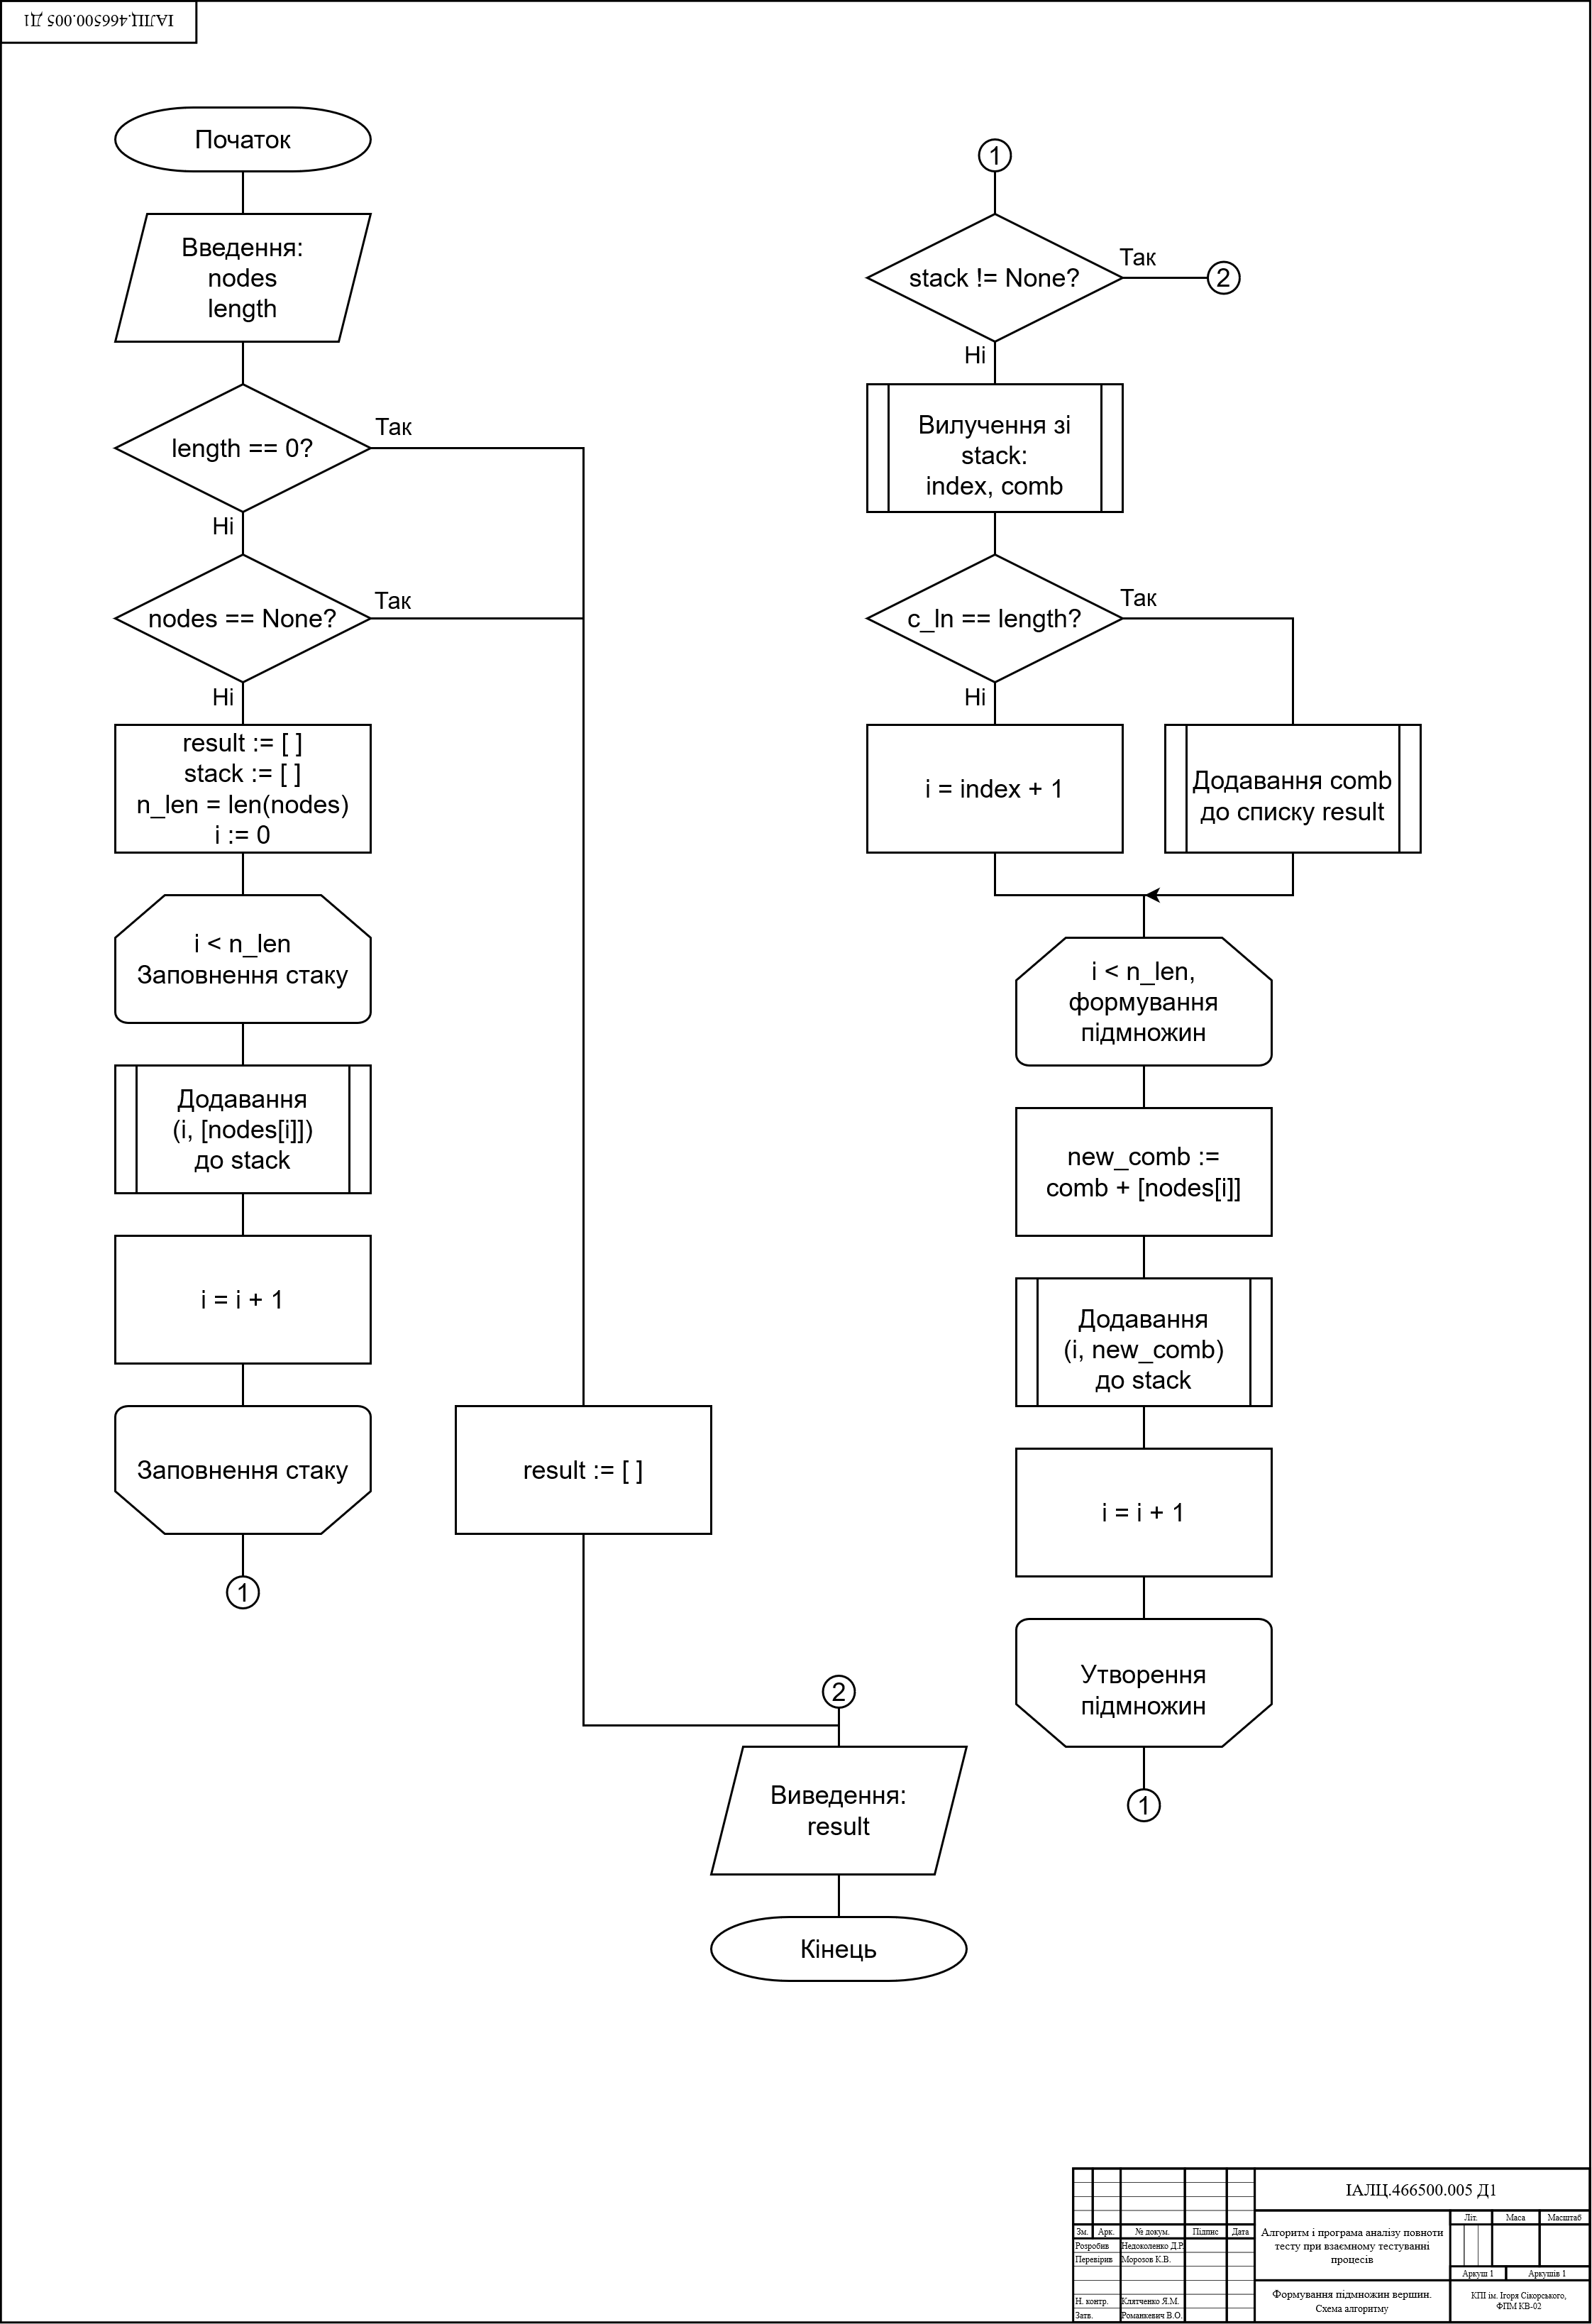 ІАЛЦ.466500.005 Д1
Початок
Введення:
nodes
length
length == 0?
Так
Ні
nodes == None?
Так
Ні
result := [ ]
stack := [ ]
n_len = len(nodes)
i := 0
i < n_len
Заповнення стаку
Додавання
(i, [nodes[i]])
до stack
i = i + 1
Заповнення стаку
1
result := [ ]
2
Виведення:
result
Кінець
1
stack != None?
Так
2
Ні
Вилучення зі
stack:
index, comb
c_ln == length?
Так
Ні
i = index + 1
Додавання comb
до списку result
i < n_len,
формування
підмножин
new_comb :=
comb + [nodes[i]]
Додавання
(i, new_comb)
до stack
i = i + 1
Утворення
підмножин
1
ІАЛЦ.466500.005 Д1
Зм. Арк. № докум. Підпис Дата
Розробив Недоколенко Д.Р.
Перевірив Морозов К.В.
Н. контр. Клятченко Я.М.
Затв. Романкевич В.О.
Алгоритм і програма аналізу повноти
тесту при взаємному тестуванні
процесів
Літ. Маса Масштаб
Аркуш 1 Аркушів 1
Формування підмножин вершин.
Схема алгоритму
КПІ ім. Ігоря Сікорського,
ФПМ КВ-02